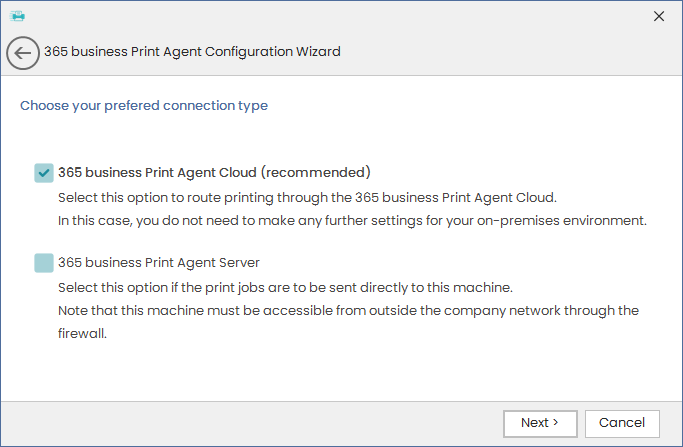 365 business Print Agent Configuration Wizard
Choose your prefered connection type
365 business Print Agent Cloud (recommended)
Select this option to route printing through the 365 business Print Agent Cloud.
In this case, you do not need to make any further settings for your on-premises environment.
365 business Print Agent Server
Select this option if the print jobs are to be sent directly to this machine.
Note that this machine must be accessible from outside the company network through the
firewall.
Next >
Cancel